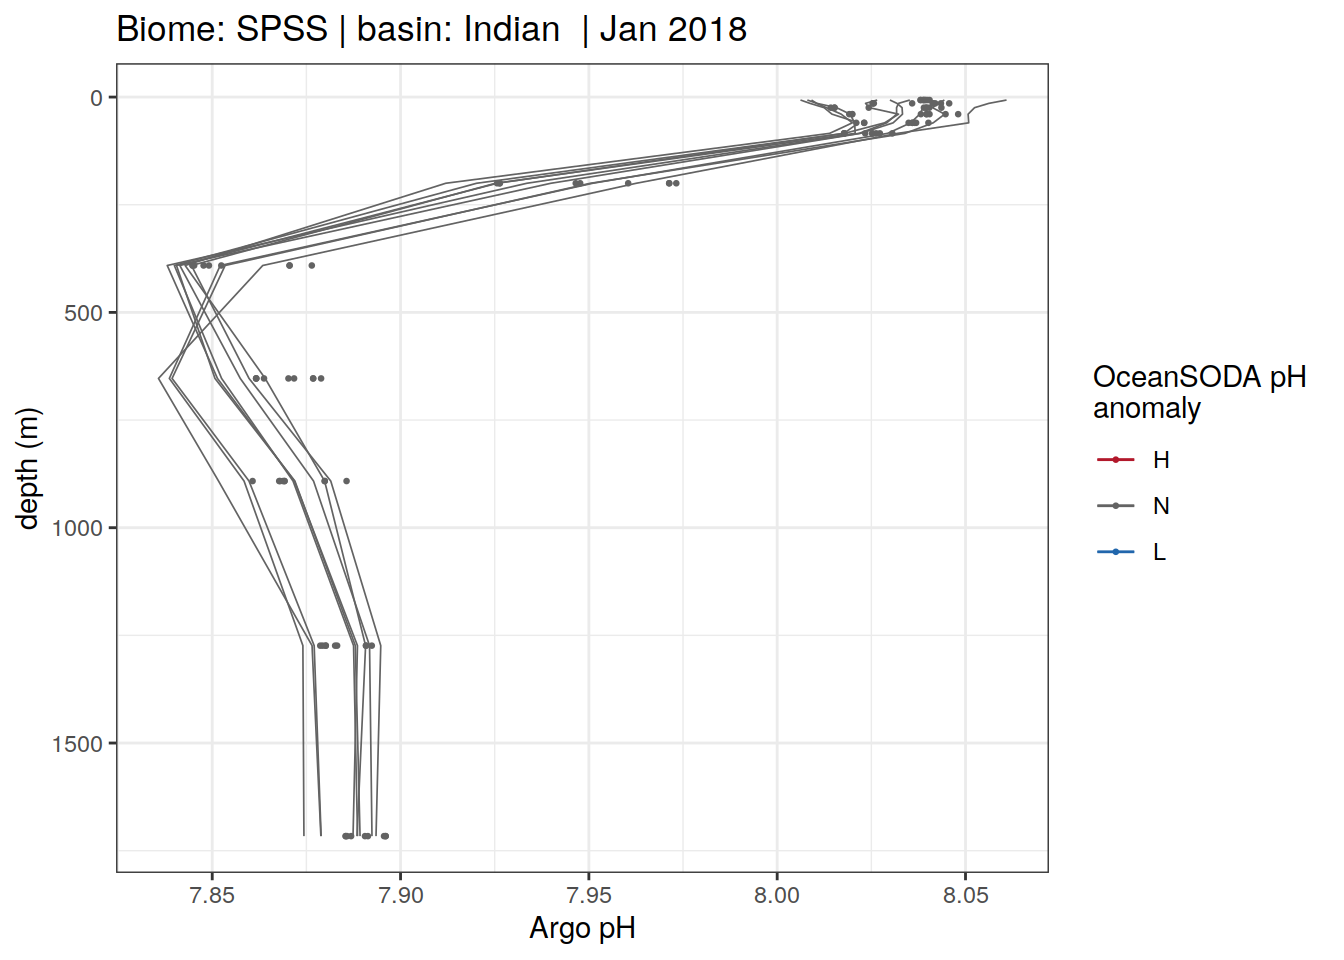 Biome: SPSS | basin: Indian  | Jan 2018
0
500
1000
1500
depth (m)
7.85
7.90
7.95
8.00
8.05
Argo pH
OceanSODA pH
anomaly
H
N
L